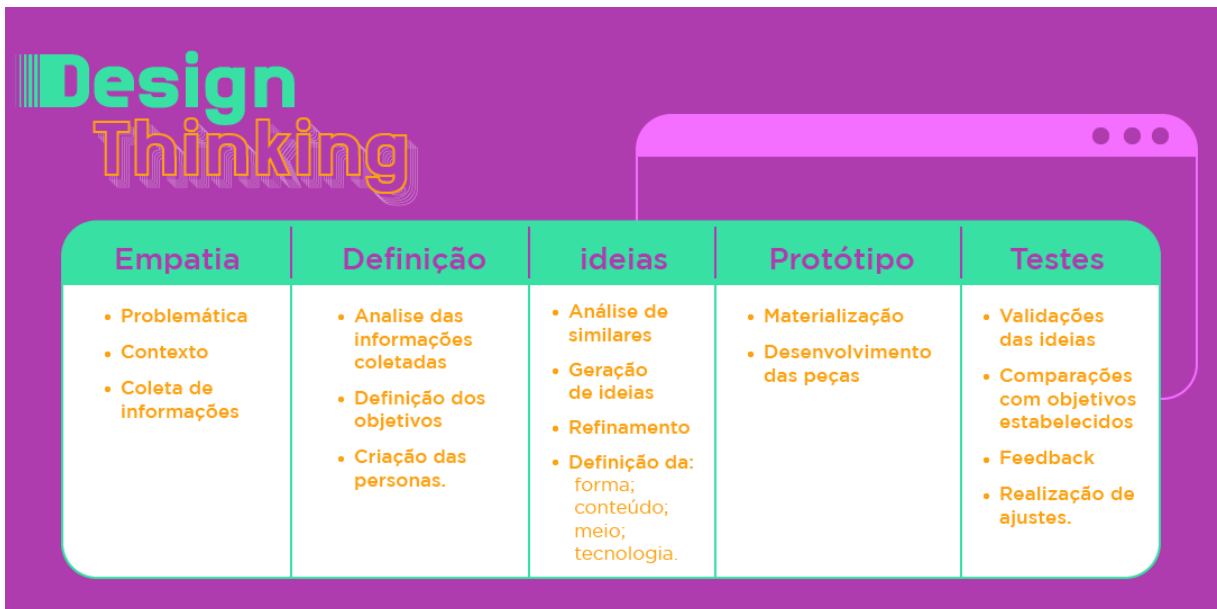 Design
Thinking
Empatia
Definição
ideias
Protótipo
Testes
• Problemática
• Contexto
• Coleta de
informações
• Analise das
informações
coletadas
• Definição dos
objetivos
• Criação das
personas.
• Análise de
similares
• Geração
de ideias
• Refinamento
• Definição da:
forma;
conteúdo;
meio;
tecnologia.
• Materialização
• Desenvolvimento
das peças
• Validações
das ideias
• Comparações
com objetivos
estabelecidos
• Feedback
• Realização de
ajustes.